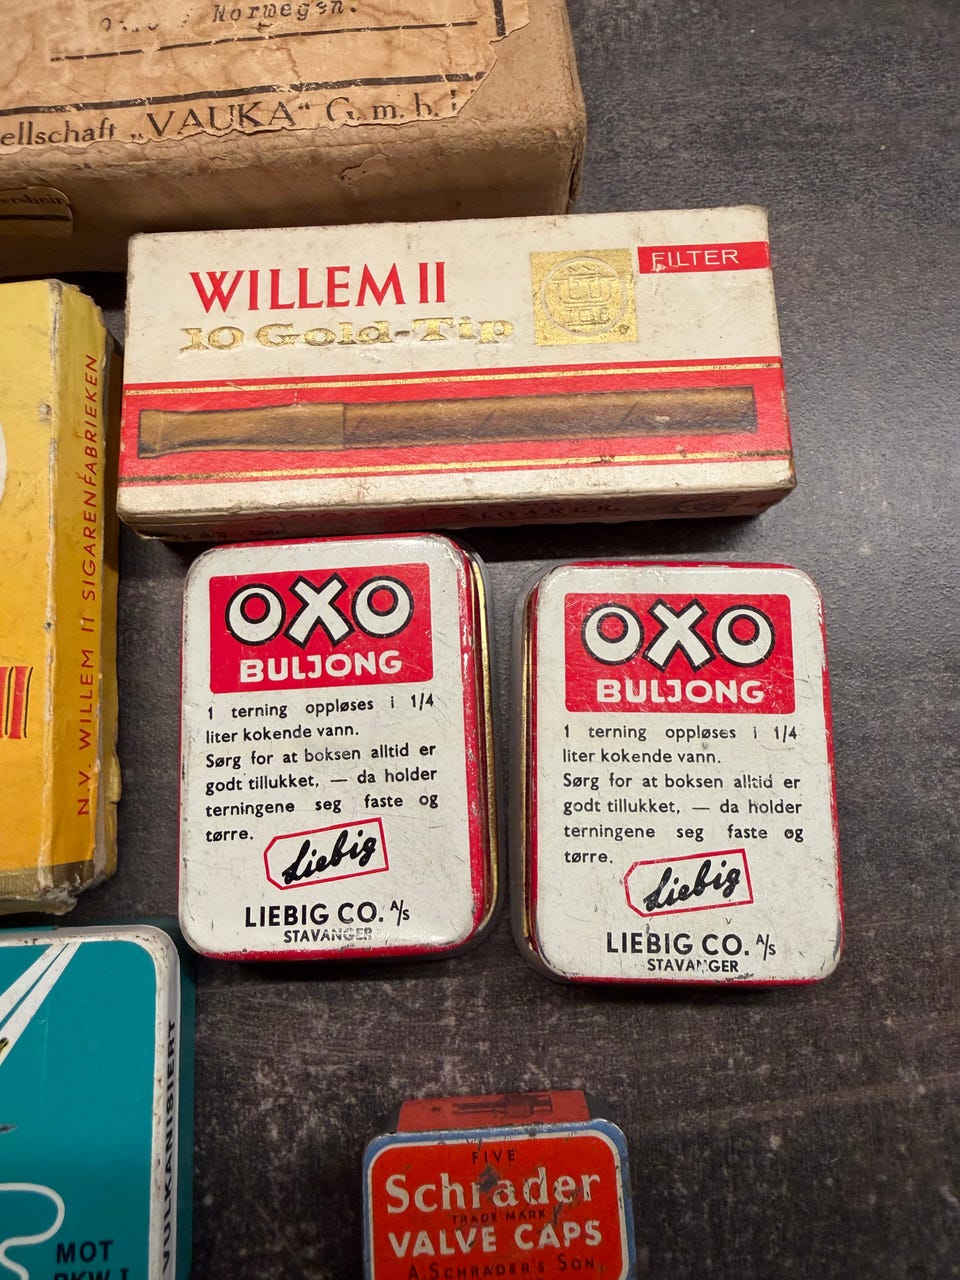 Norwegen.
ellschaft „VAUKA“ G. m. b.
WILLEM II
10 Gold-Tip
FILTER
N.V. WILLEM II SIGARENFABRIEKEN
II
OXO
BULJONG
1 terning oppløses i 1/4
liter kokende vann.
Sørg for at boksen alltid er
godt tillukket, — da holder
terningene seg faste og
tørre.
Liebig
LIEBIG CO. A/S
STAVANGER
OXO
BULJONG
1 terning oppløses i 1/4
liter kokende vann.
Sørg for at boksen alltid er
godt tillukket, — da holder
terningene seg faste og
tørre.
Liebig
LIEBIG CO. A/S
STAVANGER
VULKANISIERT
MOT
PKW I
FIVE
Schrader
TRADE MARK
VALVE CAPS
A. SCHRADER'S SON,